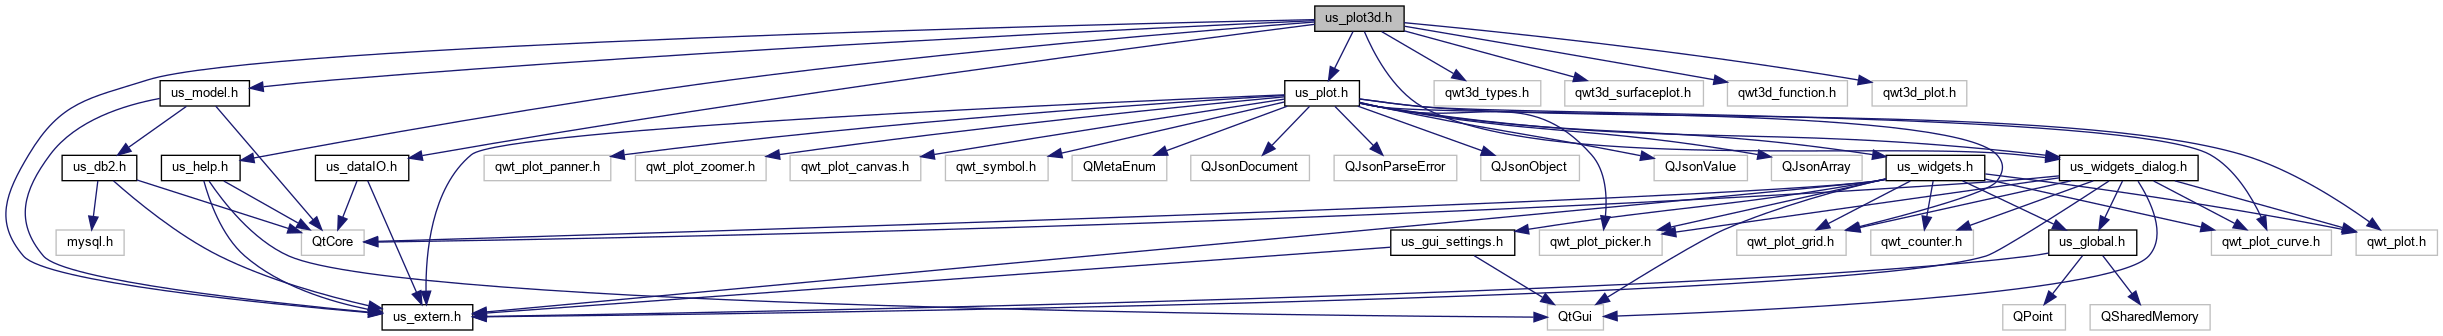 us_plot3d.h
us_model.h
us_plot.h
qwt3d_types.h
qwt3d_surfaceplot.h
qwt3d_function.h
qwt3d_plot.h
us_db2.h
us_help.h
us_dataIO.h
qwt_plot_panner.h
qwt_plot_zoomer.h
qwt_plot_canvas.h
qwt_symbol.h
QMetaEnum
QJsonDocument
QJsonParseError
QJsonObject
QJsonValue
QJsonArray
us_widgets.h
us_widgets_dialog.h
mysql.h
QtCore
us_gui_settings.h
qwt_plot_picker.h
qwt_plot_grid.h
qwt_counter.h
us_global.h
qwt_plot_curve.h
qwt_plot.h
us_extern.h
QtGui
QPoint
QSharedMemory